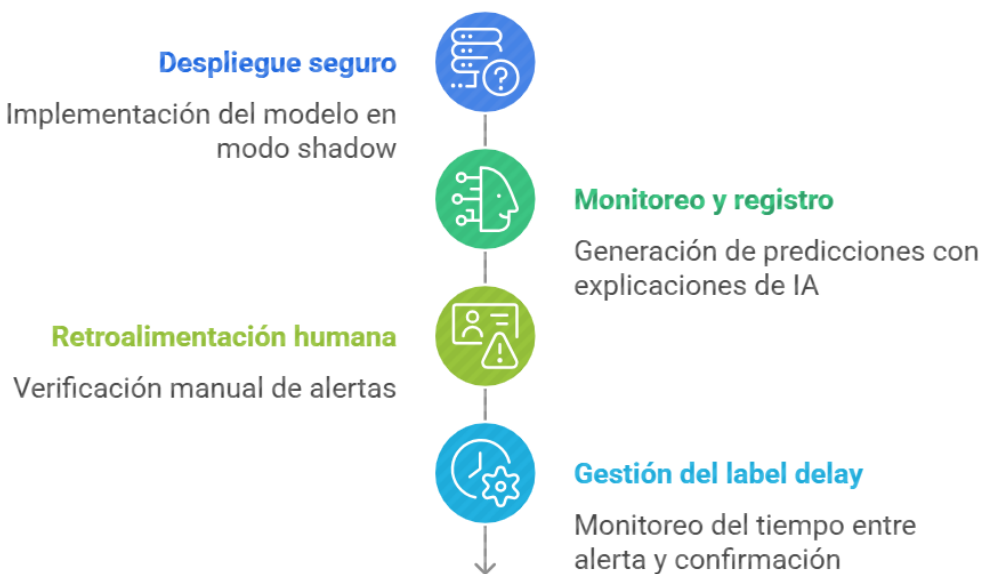 Despliegue seguro
Implementación del modelo en
modo shadow
Monitoreo y registro
Generación de predicciones con
explicaciones de IA
Retroalimentación humana
Verificación manual de alertas
Gestión del label delay
Monitoreo del tiempo entre
alerta y confirmación